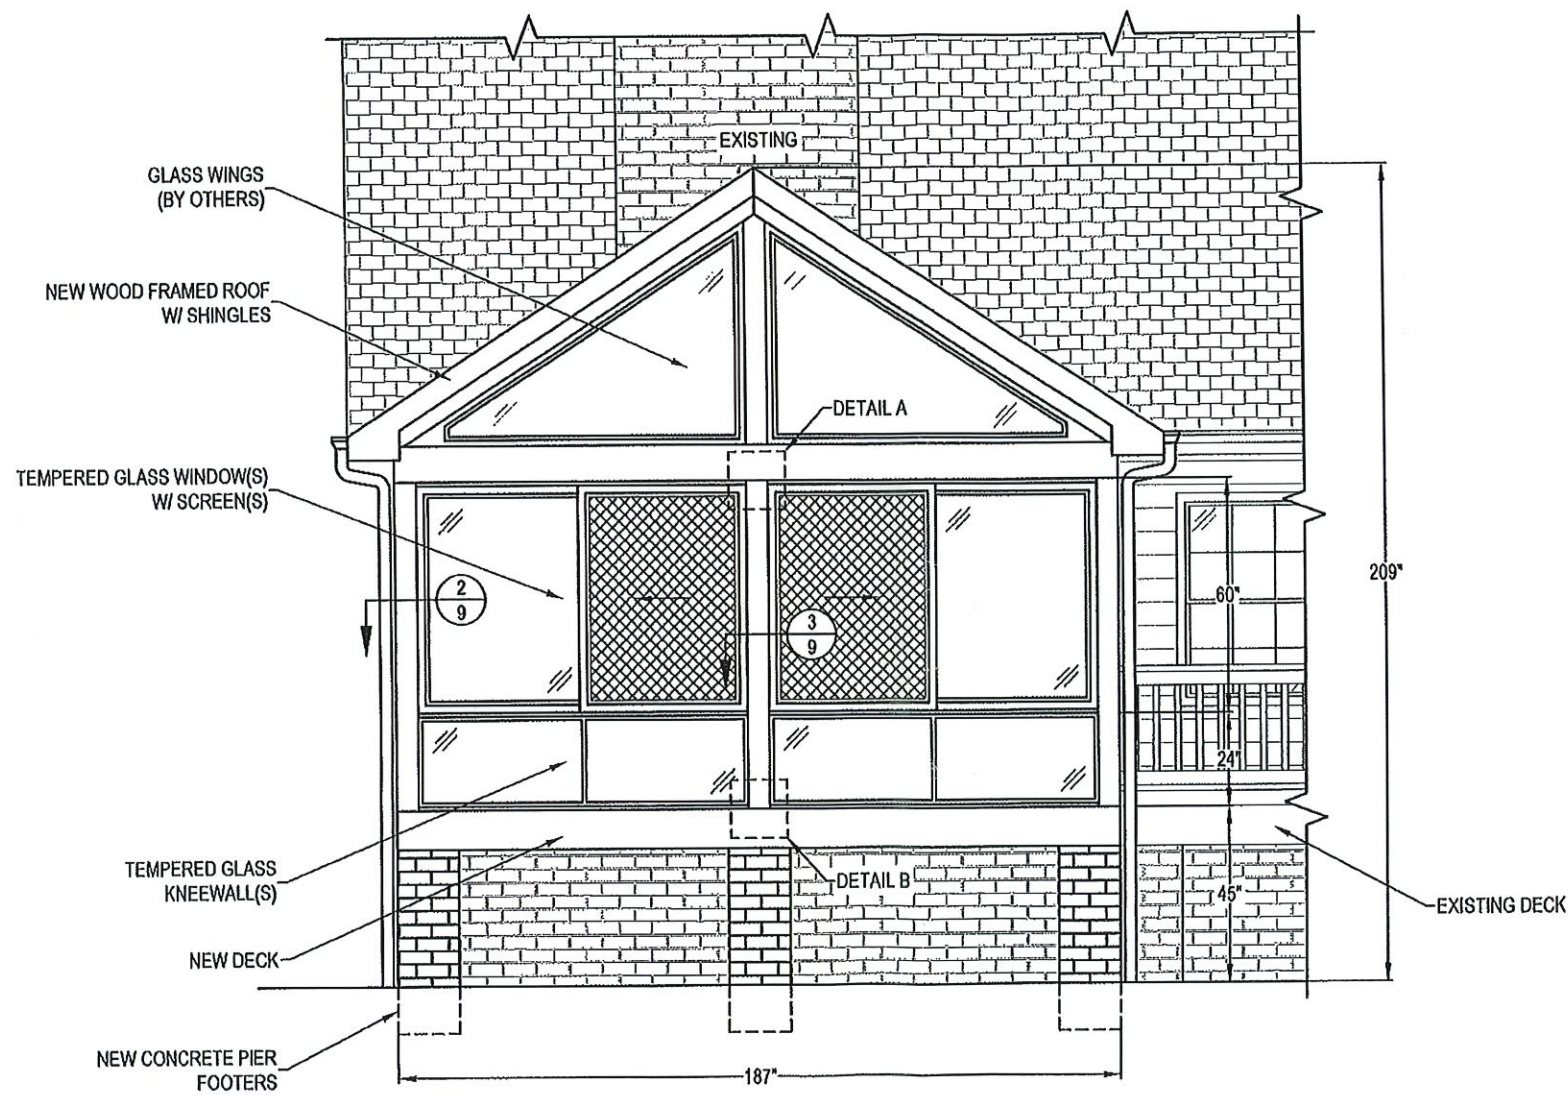 EXISTING
GLASS WINGS
(BY OTHERS)
NEW WOOD FRAMED ROOF
W/ SHINGLES
DETAIL A
TEMPERED GLASS WINDOW(S)
W/ SCREEN(S)
209"
60"
2
9
3
9
24"
TEMPERED GLASS
KNEEWALL(S)
DETAIL B
45"
EXISTING DECK
NEW DECK
NEW CONCRETE PIER
FOOTERS
187"